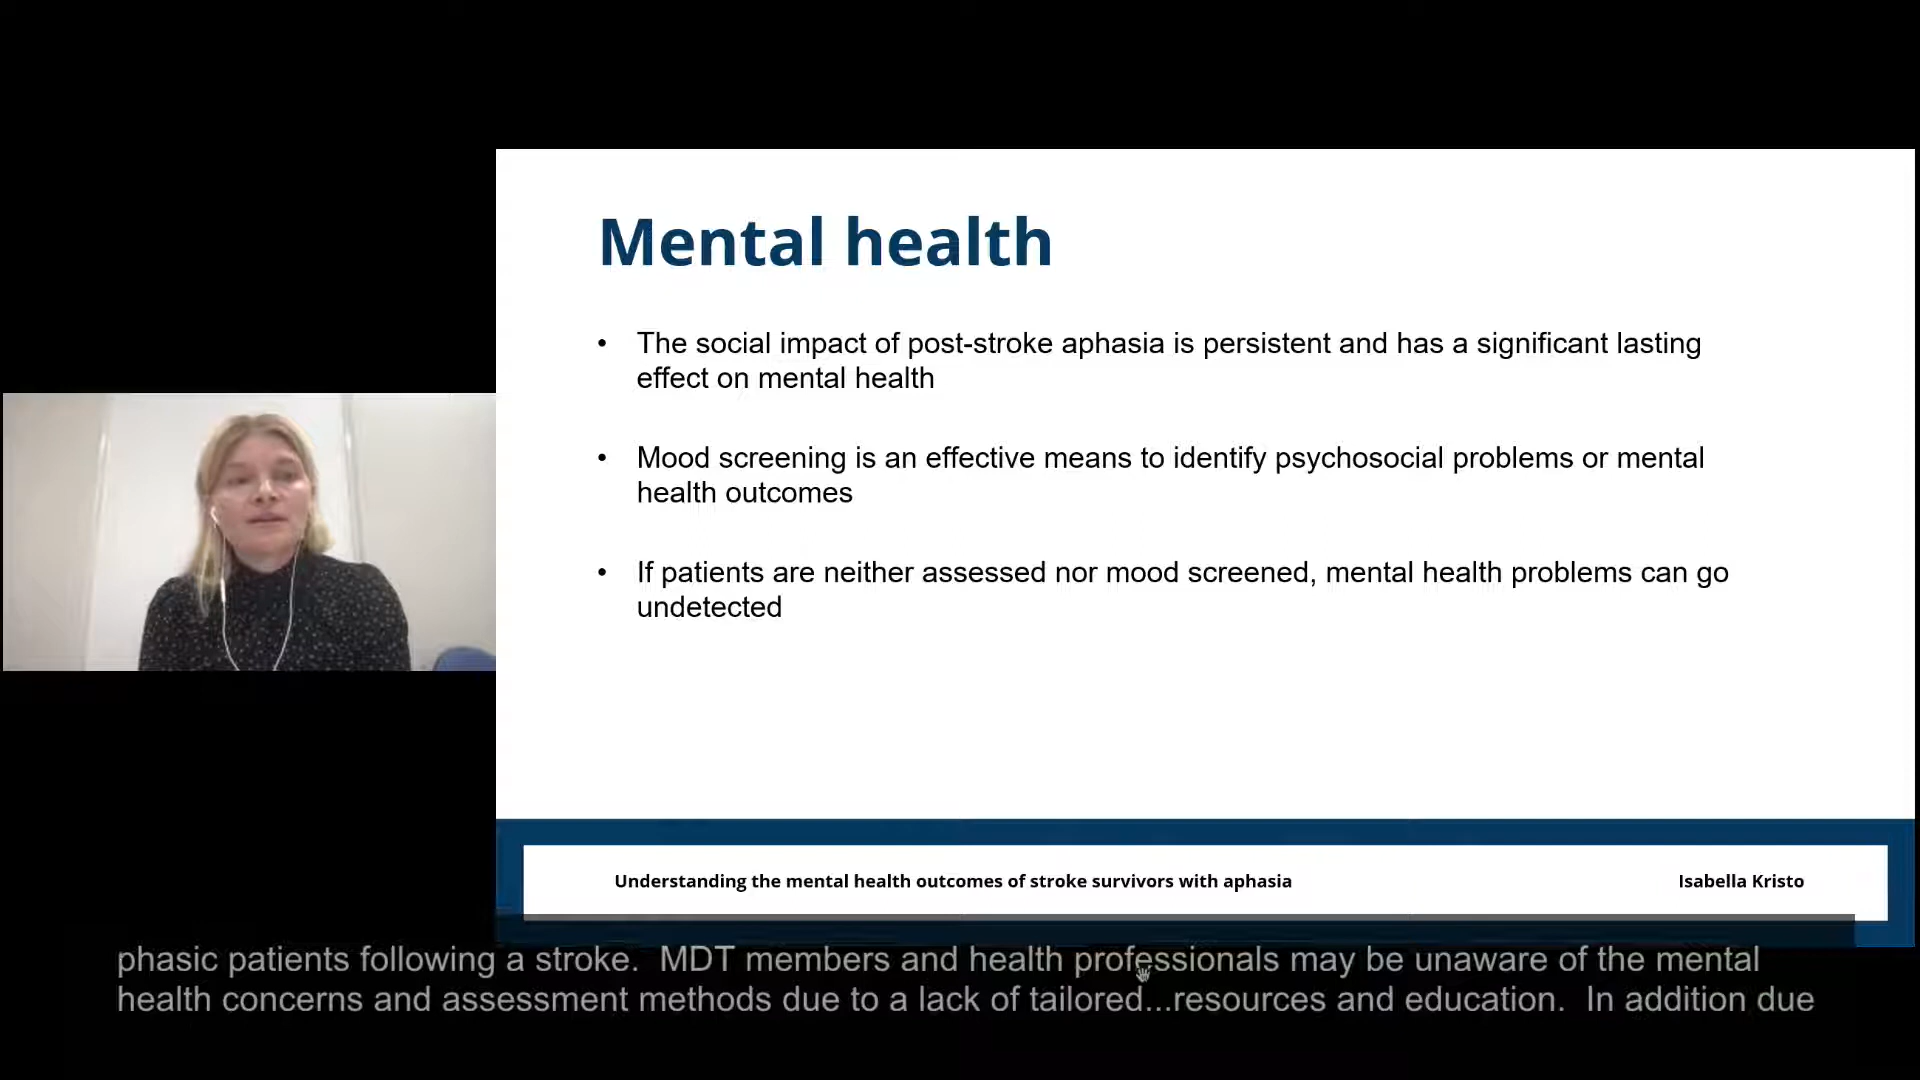 Mental health
• The social impact of post-stroke aphasia is persistent and has a significant lasting
effect on mental health
• Mood screening is an effective means to identify psychosocial problems or mental
health outcomes
• If patients are neither assessed nor mood screened, mental health problems can go
undetected
Understanding the mental health outcomes of stroke survivors with aphasia
Isabella Kristo
phasic patients following a stroke.  MDT members and health professionals may be unaware of the mental
health concerns and assessment methods due to a lack of tailored...resources and education.  In addition due